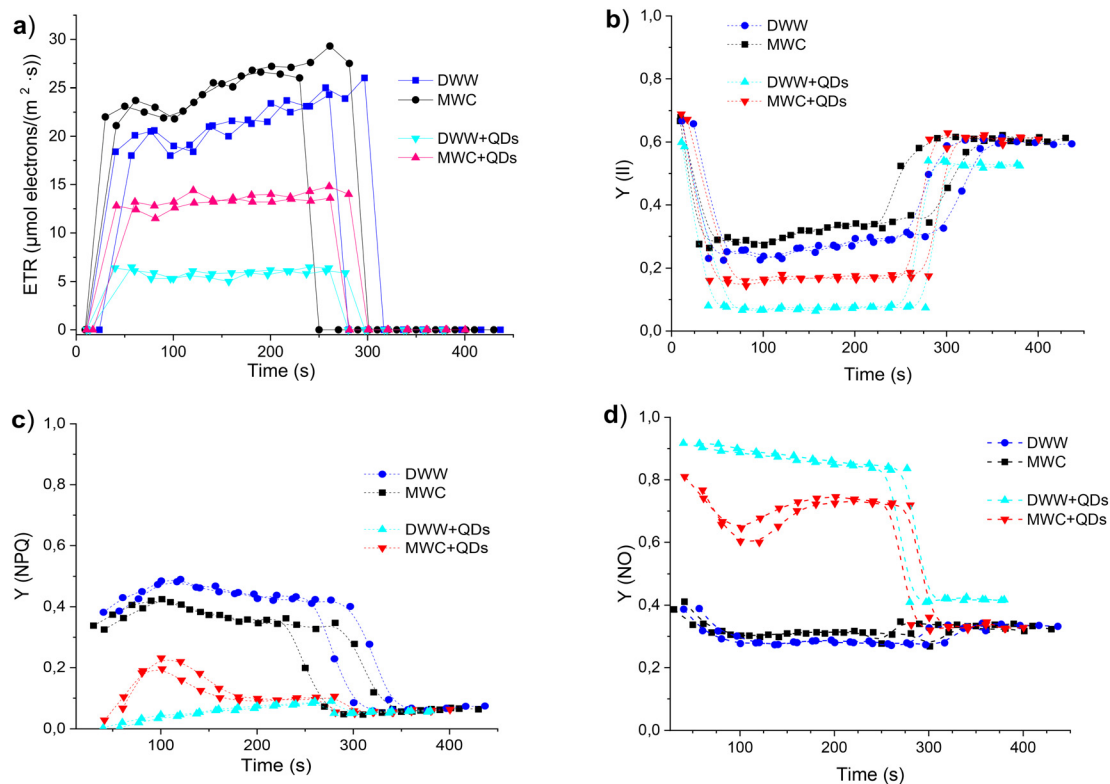 a)
30
25
20
15
10
5
0
0 100 200 300 400
ETR (µmol electrons/(m² ·s))
Time (s)
DWW
MWC
DWW+QDs
MWC+QDs
b)
1,0
0,8
0,6
0,4
0,2
0,0
0 100 200 300 400
Y (II)
Time (s)
DWW
MWC
DWW+QDs
MWC+QDs
c)
1,0
0,8
0,6
0,4
0,2
0,0
100 200 300 400
Y (NPQ)
Time (s)
DWW
MWC
DWW+QDs
MWC+QDs
d)
1,0
0,8
0,6
0,4
0,2
0,0
100 200 300 400
Y (NO)
Time (s)
DWW
MWC
DWW+QDs
MWC+QDs